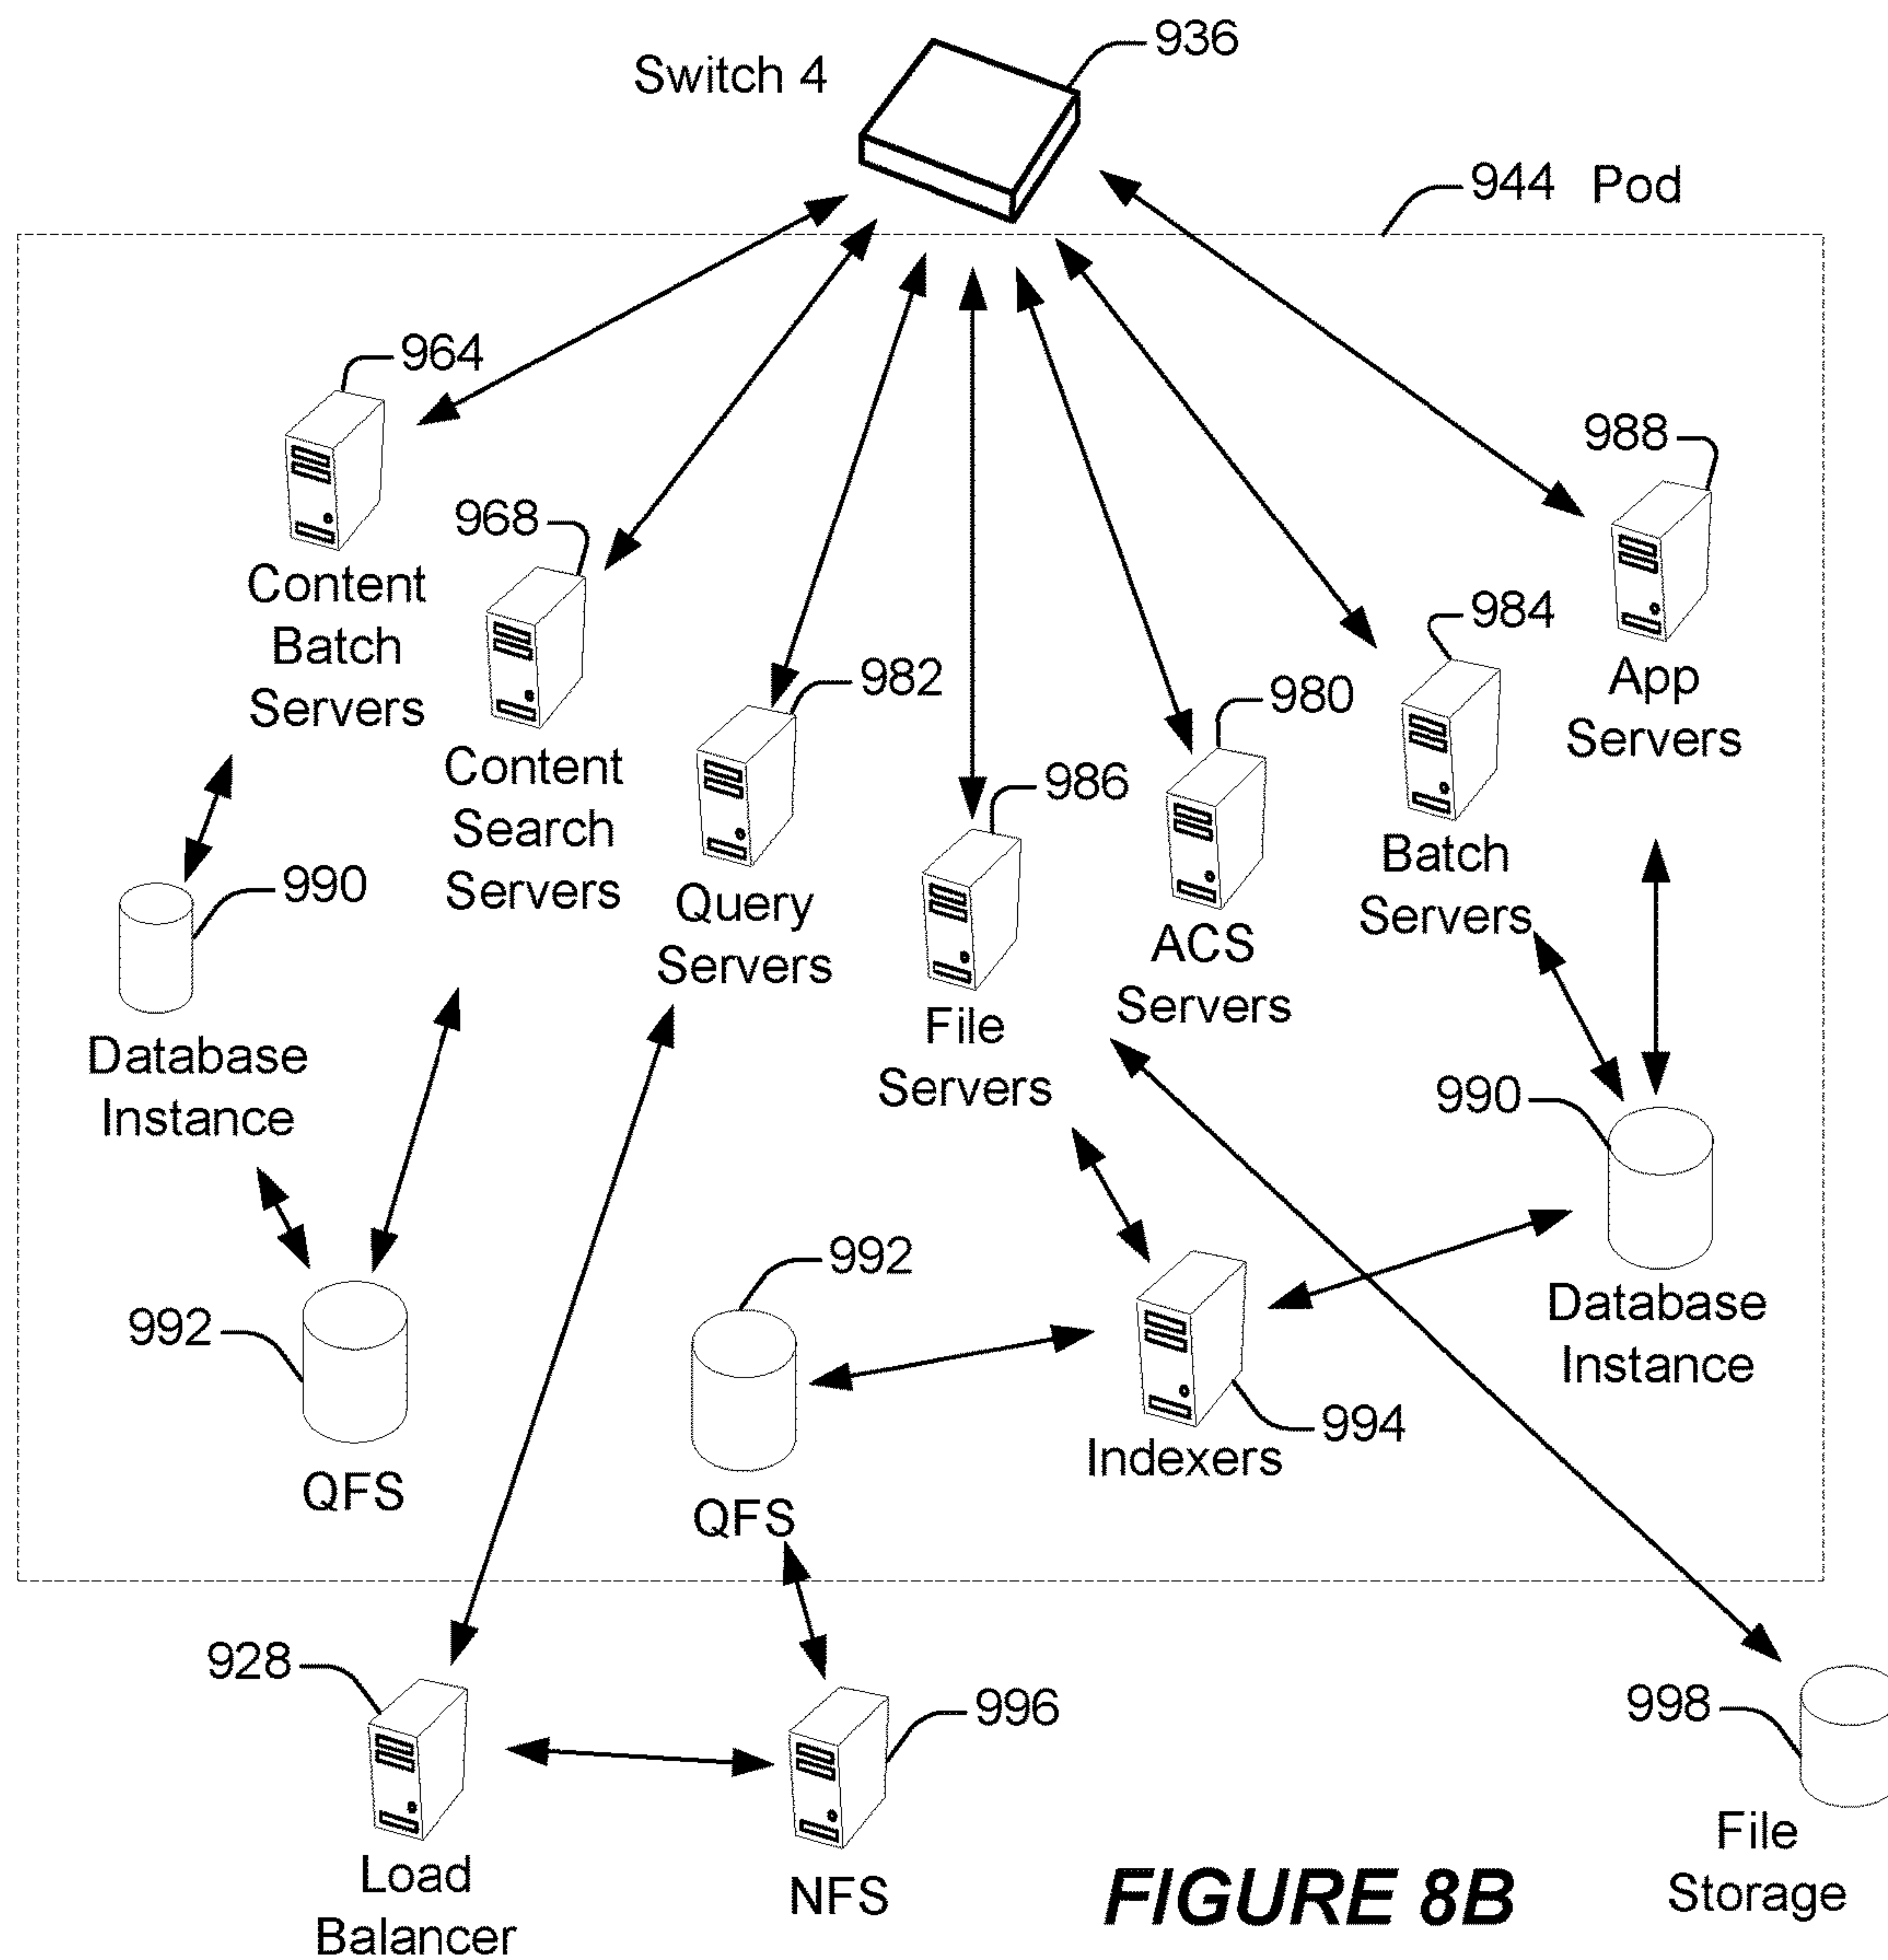 936
Switch 4
944 Pod
964
988
968
Content
Batch
Servers
984
982
980
App
Servers
Content
Search
Servers
986
Batch
Servers
990
Query
Servers
ACS
Servers
File
Servers
Database
Instance
990
992
992
Database
Instance
994
Indexers
QFS
QFS
928
996
998
Load
Balancer
NFS
File
Storage
FIGURE 8B